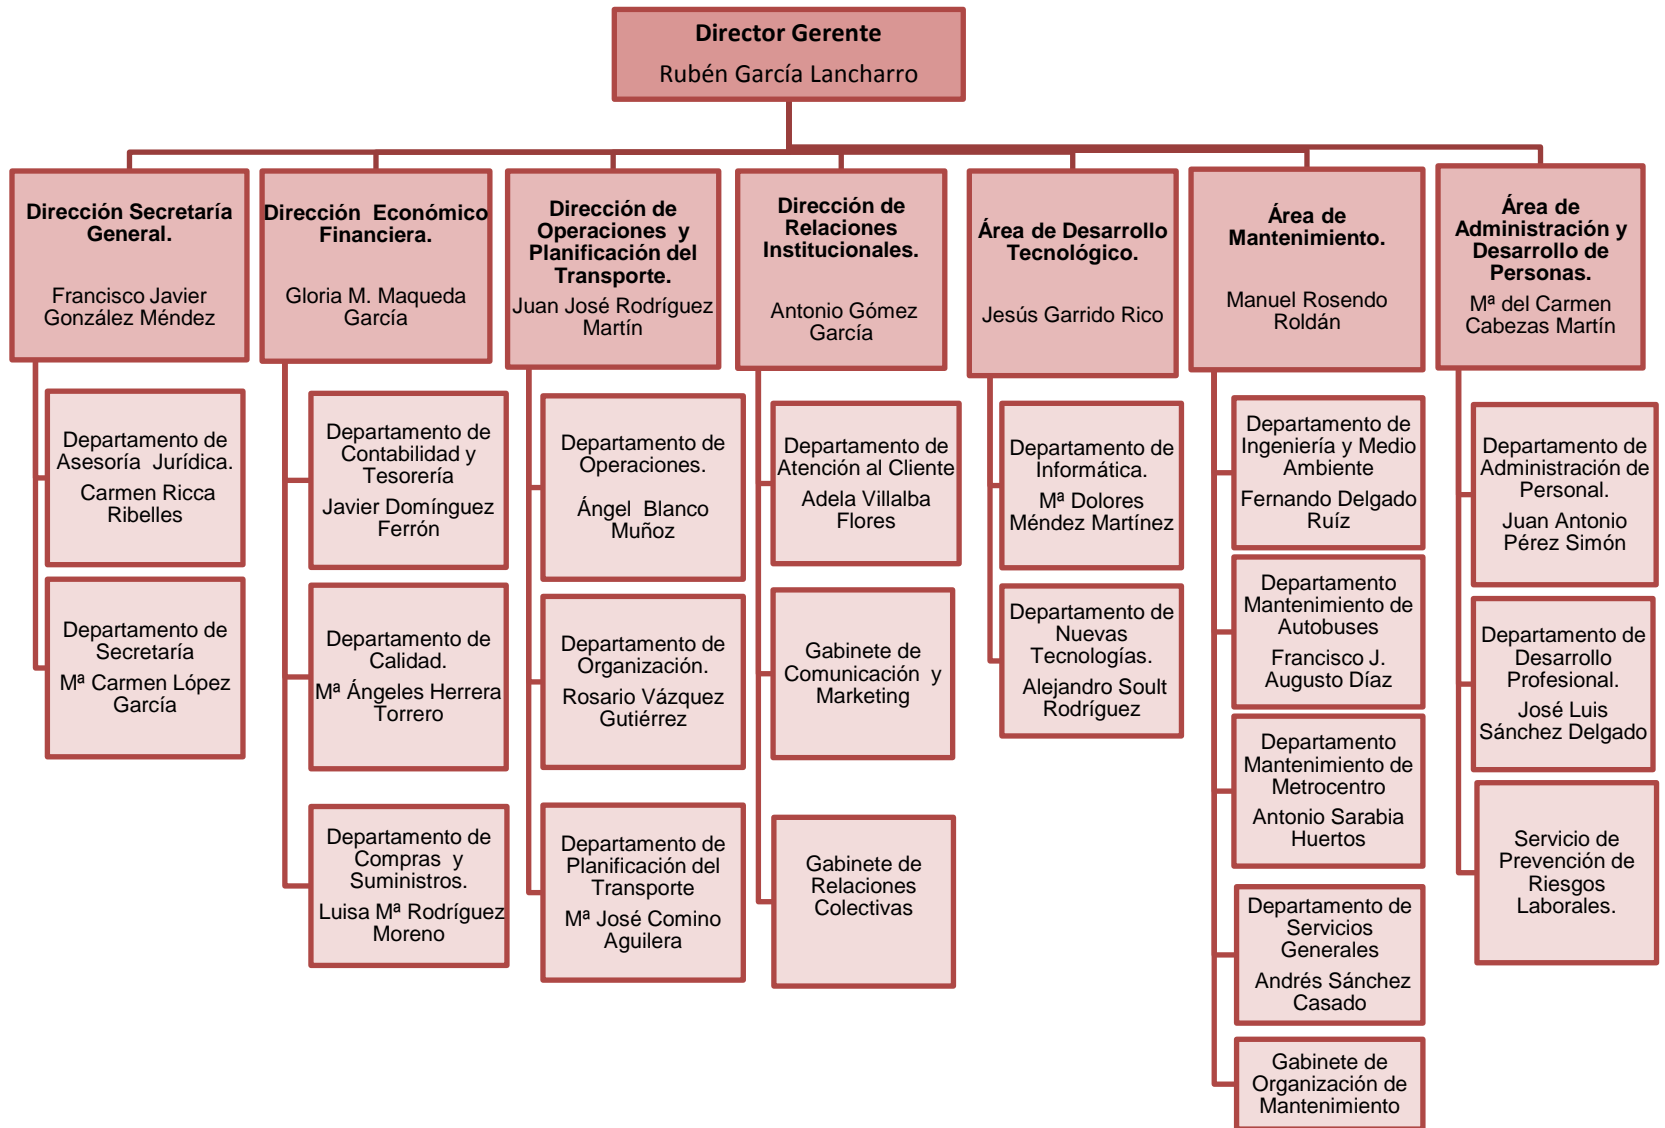 Director Gerente
Rubén García Lancharro
Dirección Secretaría
General.
Francisco Javier
González Méndez
Dirección Económico
Financiera.
Gloria M. Maqueda
García
Dirección de
Operaciones y
Planificación del
Transporte.
Juan José Rodríguez
Martín
Dirección de
Relaciones
Institucionales.
Antonio Gómez
García
Área de Desarrollo
Tecnológico.
Jesús Garrido Rico
Área de
Mantenimiento.
Manuel Rosendo
Roldán
Área de
Administración y
Desarrollo de
Personas.
Mª del Carmen
Cabezas Martín
Departamento de
Asesoría Jurídica.
Carmen Ricca
Ribelles
Departamento de
Secretaría
Mª Carmen López
García
Departamento de
Contabilidad y
Tesorería
Javier Domínguez
Ferrón
Departamento de
Calidad.
Mª Ángeles Herrera
Torrero
Departamento de
Compras y
Suministros.
Luisa Mª Rodríguez
Moreno
Departamento de
Operaciones.
Ángel Blanco
Muñoz
Departamento de
Organización.
Rosario Vázquez
Gutiérrez
Departamento de
Planificación del
Transporte
Mª José Comino
Aguilera
Departamento de
Atención al Cliente
Adela Villalba
Flores
Gabinete de
Comunicación y
Marketing
Gabinete de
Relaciones
Colectivas
Departamento de
Informática.
Mª Dolores
Méndez Martínez
Departamento de
Nuevas
Tecnologías.
Alejandro Soult
Rodríguez
Departamento de
Ingeniería y Medio
Ambiente
Fernando Delgado
Ruíz
Departamento
Mantenimiento de
Autobuses
Francisco J.
Augusto Díaz
Departamento
Mantenimiento de
Metrocentro
Antonio Sarabia
Huertos
Departamento de
Servicios
Generales
Andrés Sánchez
Casado
Gabinete de
Organización de
Mantenimiento
Departamento de
Administración de
Personal.
Juan Antonio
Pérez Simón
Departamento de
Desarrollo
Profesional.
José Luis
Sánchez Delgado
Servicio de
Prevención de
Riesgos
Laborales.